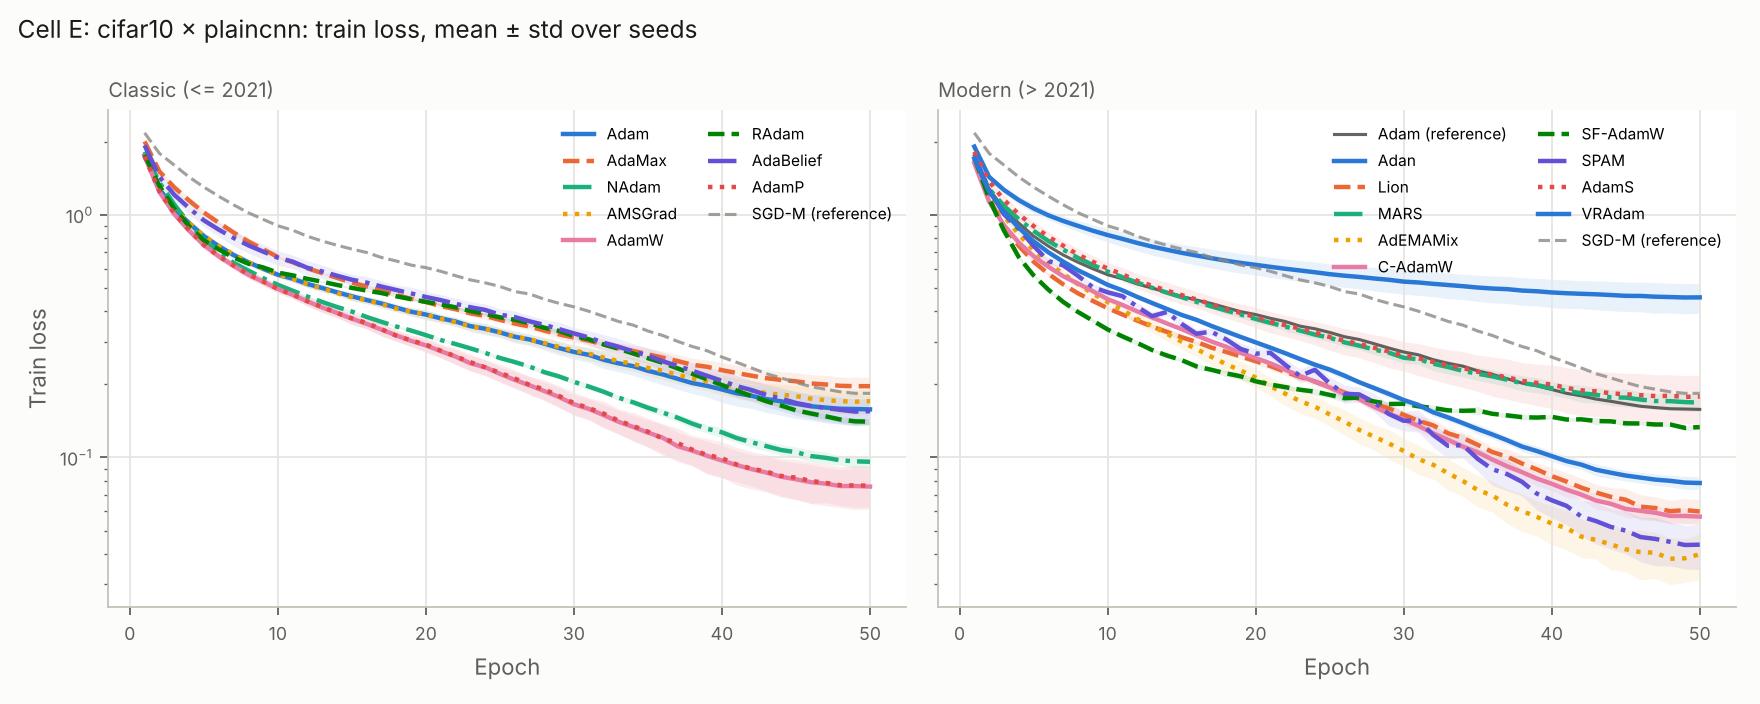 Cell E: cifar10 × plaincnn: train loss, mean ± std over seeds
Classic (<= 2021)
Adam
AdaMax
NAdam
AMSGrad
AdamW
RAdam
AdaBelief
AdamP
SGD-M (reference)
Train loss
10⁰
10⁻¹
0 10 20 30 40 50
Epoch
Modern (> 2021)
Adam (reference)
Adan
Lion
MARS
AdEMAMix
C-AdamW
SF-AdamW
SPAM
AdamS
VRAdam
SGD-M (reference)
0 10 20 30 40 50
Epoch